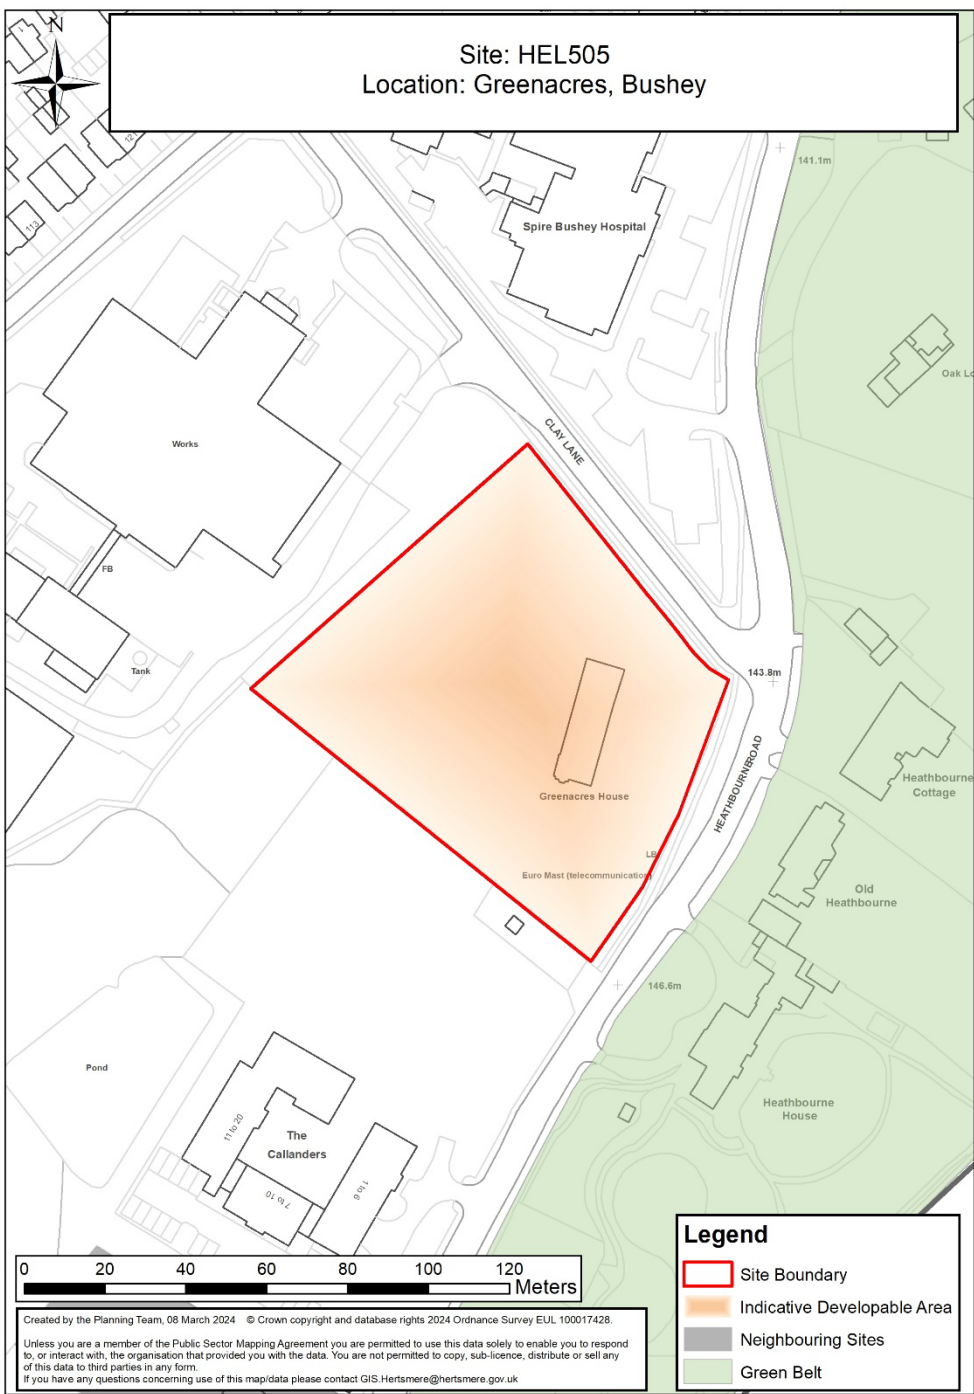 N
Site: HEL505
Location: Greenacres, Bushey
141.1m
113
Spire Bushey Hospital
Oak Lo
CLAY LANE
Works
FB
Tank
143.8m
HEATHBOURNE ROAD
Greenacres House
Heathbourne
Cottage
LB
Euro Mast (telecommunication)
Old
Heathbourne
146.6m
Pond
Heathbourne
House
11 to 20
The
Callanders
7 to 10
1 to 6
0 20 40 60 80 100 120
Meters
Legend
Site Boundary
Indicative Developable Area
Neighbouring Sites
Green Belt
Created by the Planning Team, 08 March 2024 © Crown copyright and database rights 2024 Ordnance Survey EUL 100017428.
Unless you are a member of the Public Sector Mapping Agreement you are permitted to use this data solely to enable you to respond
to, or interact with, the organisation that provided you with the data. You are not permitted to copy, sub-licence, distribute or sell any
of this data to third parties in any form.
If you have any questions concerning use of this map/data please contact GIS.Hertsmere@hertsmere.gov.uk